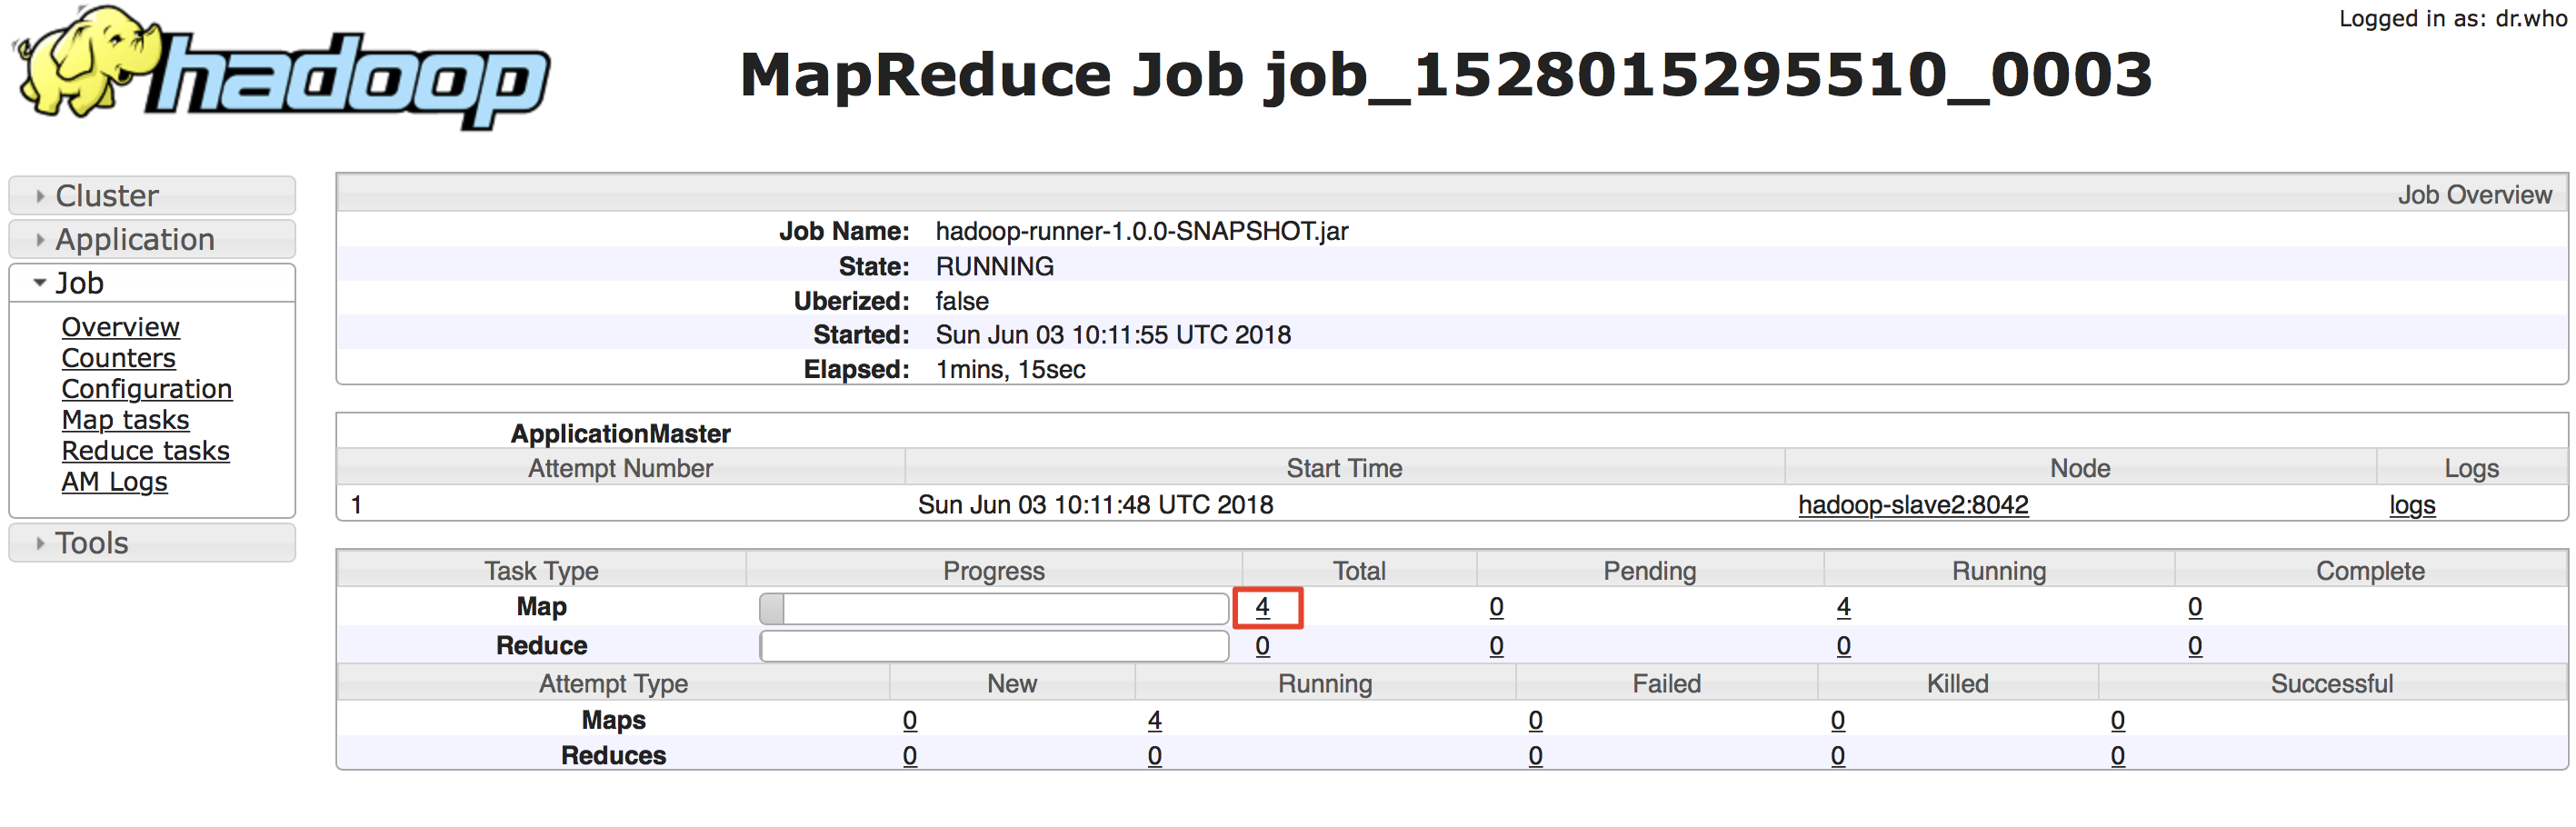 Logged in as: dr.who
hadoop
MapReduce Job job_1528015295510_0003
Cluster
Application
Job
Overview
Counters
Configuration
Map tasks
Reduce tasks
AM Logs
Tools
Job Overview
Job Name: hadoop-runner-1.0.0-SNAPSHOT.jar
State: RUNNING
Uberized: false
Started: Sun Jun 03 10:11:55 UTC 2018
Elapsed: 1mins, 15sec
ApplicationMaster
Attempt Number Start Time Node Logs
1 Sun Jun 03 10:11:48 UTC 2018 hadoop-slave2:8042 logs
Task Type Progress Total Pending Running Complete
Map 4 0 4 0
Reduce 0 0 0 0
Attempt Type New Running Failed Killed Successful
Maps 0 4 0 0 0
Reduces 0 0 0 0 0